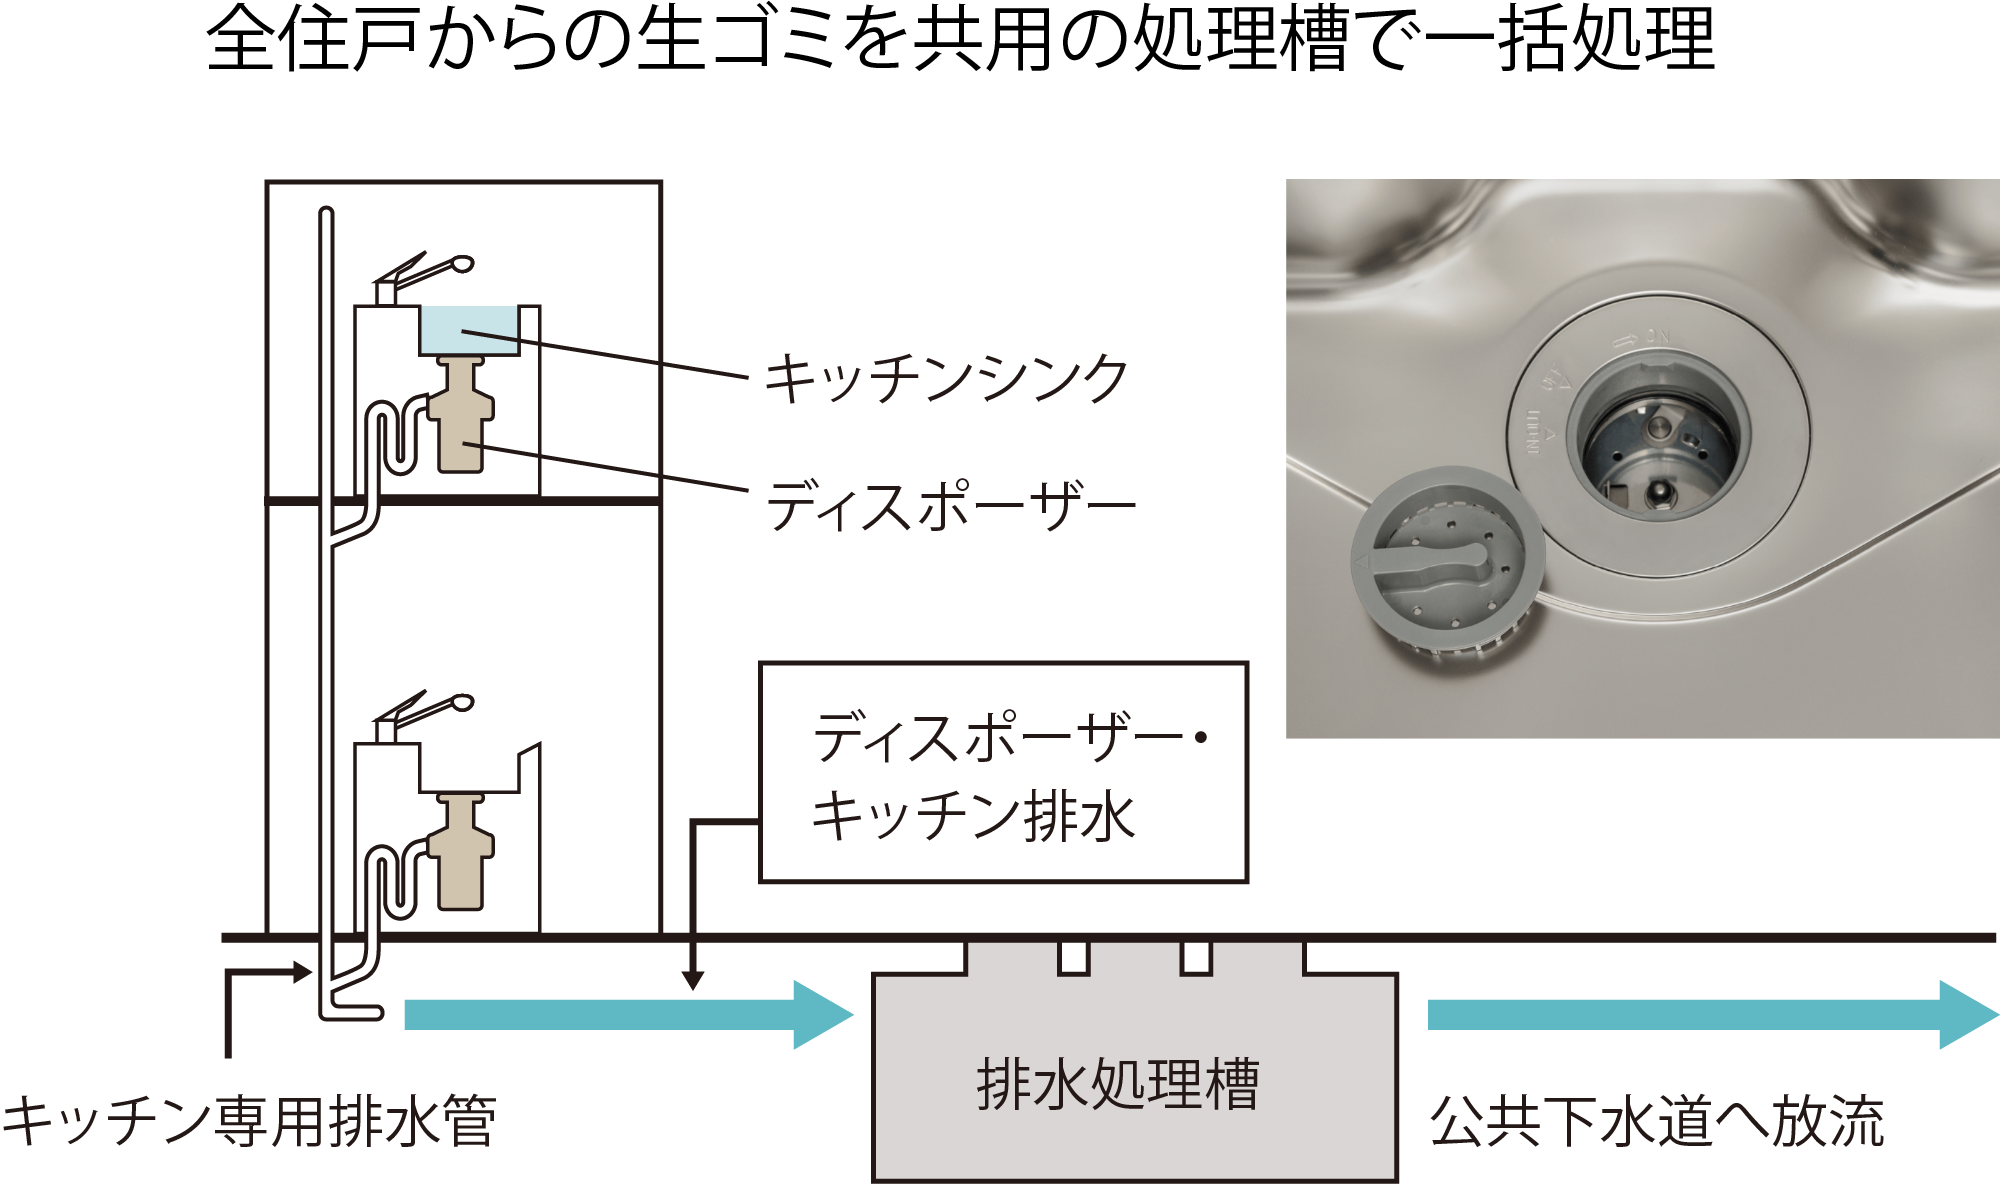 全住戸からの生ゴミを共用の処理槽で一括処理
キッチンシンク
ディスポーザー
ディスポーザー・
キッチン排水
排水処理槽
キッチン専用排水管
公共下水道へ放流
ON